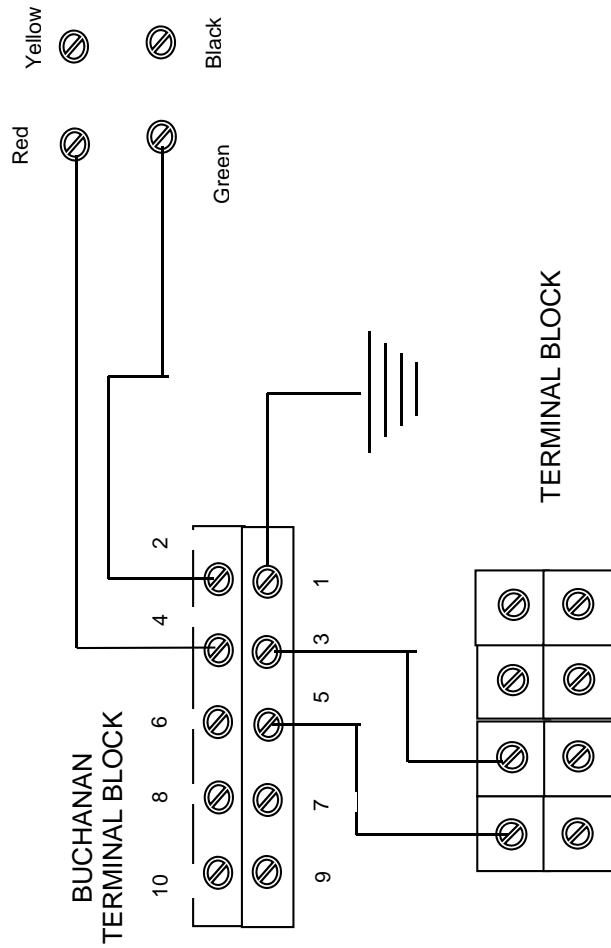 Red
Yellow
BUCHANAN
TERMINAL BLOCK
10 8 6 4 2
Green
Black
9 7 5 3 1
TERMINAL BLOCK